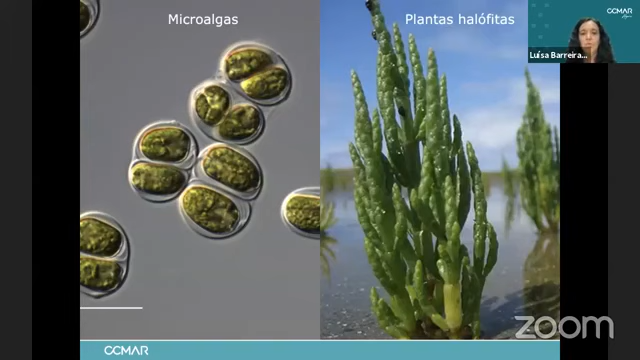 Microalgas
Plantas halófitas
CCMAR
Luísa Barreira...
zoom
CCMAR